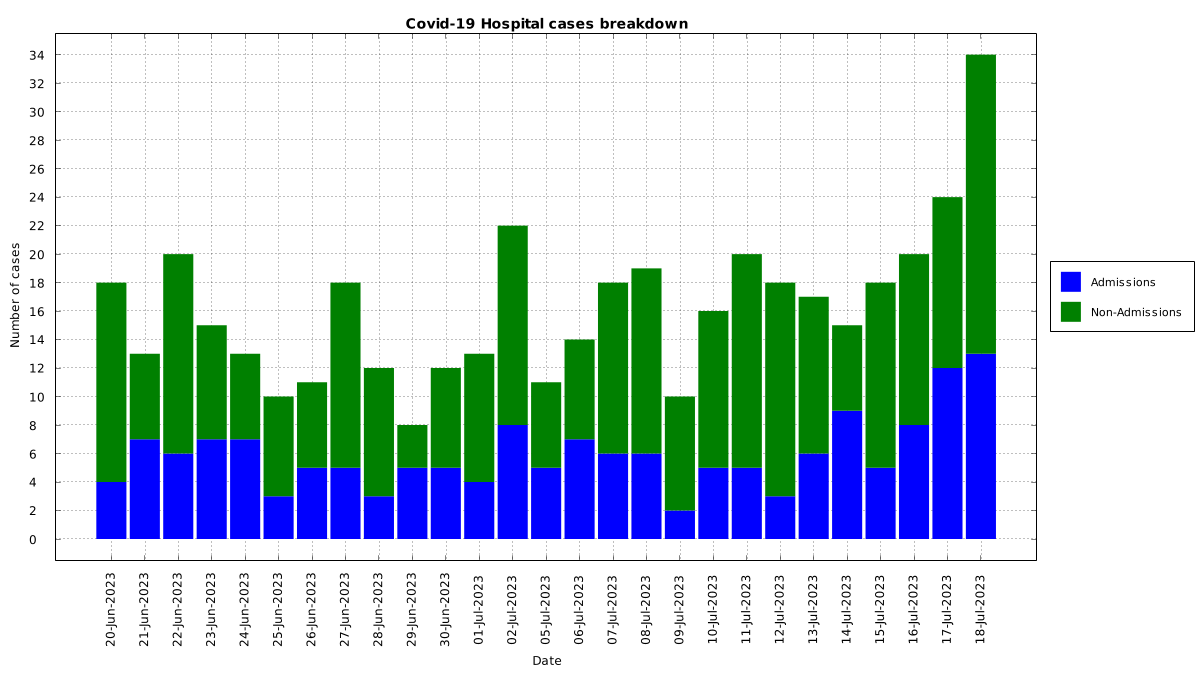 Covid-19 Hospital cases breakdown
34
32
30
28
26
24
22
20
18
16
14
12
10
8
6
4
2
0
Number of cases
20-Jun-2023
21-Jun-2023
22-Jun-2023
23-Jun-2023
24-Jun-2023
25-Jun-2023
26-Jun-2023
27-Jun-2023
28-Jun-2023
29-Jun-2023
30-Jun-2023
01-Jul-2023
02-Jul-2023
05-Jul-2023
06-Jul-2023
07-Jul-2023
08-Jul-2023
09-Jul-2023
10-Jul-2023
11-Jul-2023
12-Jul-2023
13-Jul-2023
14-Jul-2023
15-Jul-2023
16-Jul-2023
17-Jul-2023
18-Jul-2023
Date
Admissions
Non-Admissions